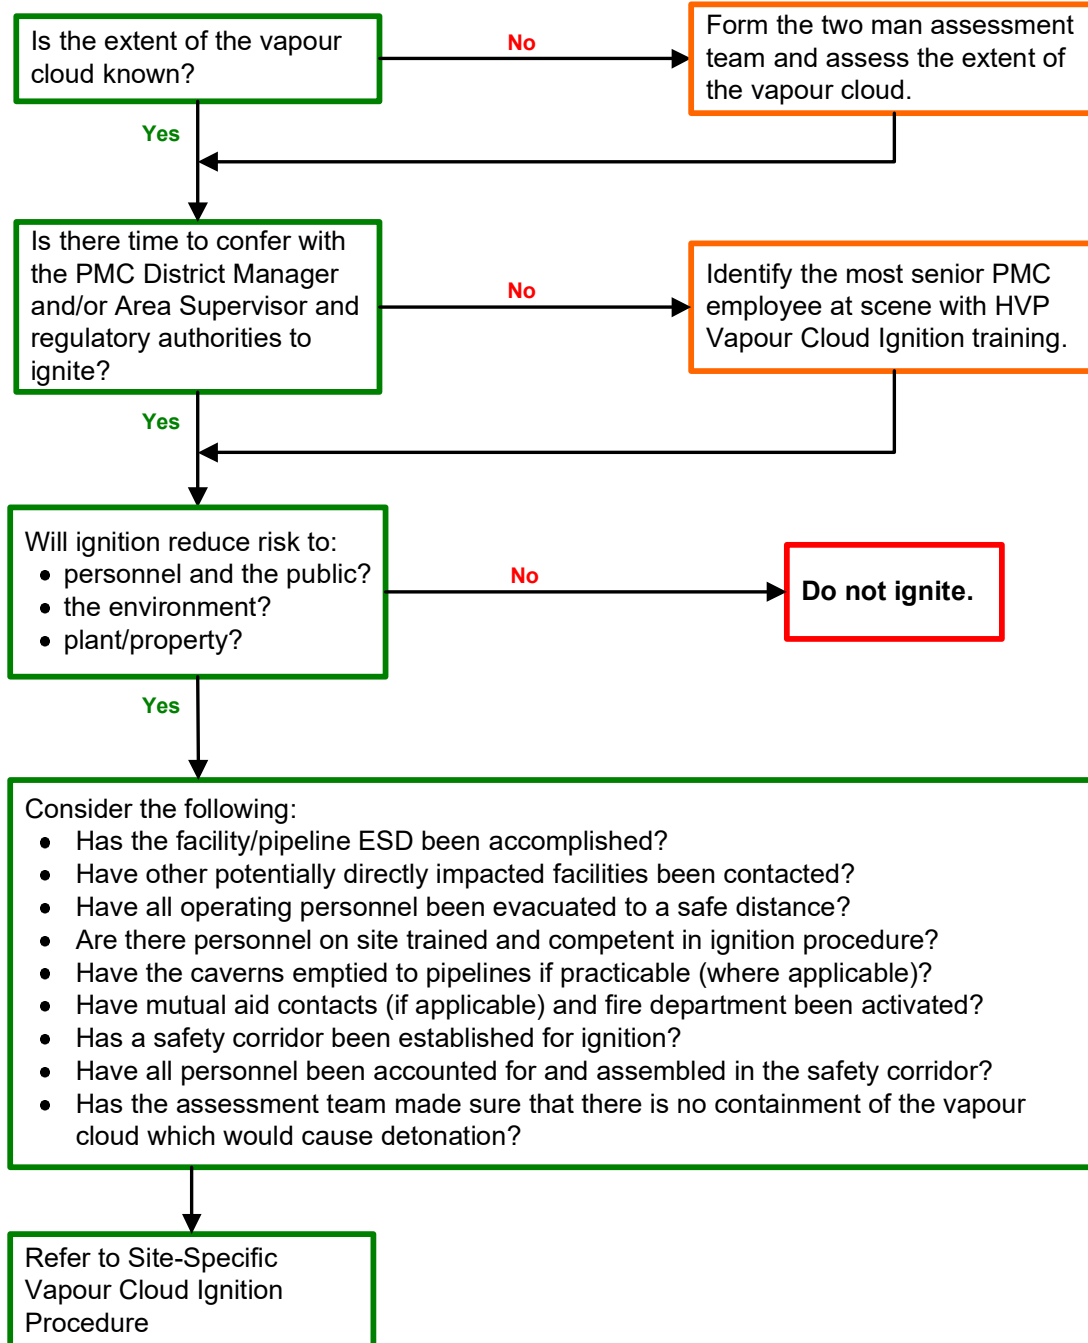 Is the extent of the vapour
cloud known?
No
Form the two man assessment
team and assess the extent of
the vapour cloud.
Yes
Is there time to confer with
the PMC District Manager
and/or Area Supervisor and
regulatory authorities to
ignite?
No
Identify the most senior PMC
employee at scene with HVP
Vapour Cloud Ignition training.
Yes
Will ignition reduce risk to:
• personnel and the public?
• the environment?
• plant/property?
No
Do not ignite.
Yes
Consider the following:
• Has the facility/pipeline ESD been accomplished?
• Have other potentially directly impacted facilities been contacted?
• Have all operating personnel been evacuated to a safe distance?
• Are there personnel on site trained and competent in ignition procedure?
• Have the caverns emptied to pipelines if practicable (where applicable)?
• Have mutual aid contacts (if applicable) and fire department been activated?
• Has a safety corridor been established for ignition?
• Have all personnel been accounted for and assembled in the safety corridor?
• Has the assessment team made sure that there is no containment of the vapour
cloud which would cause detonation?
Refer to Site-Specific
Vapour Cloud Ignition
Procedure